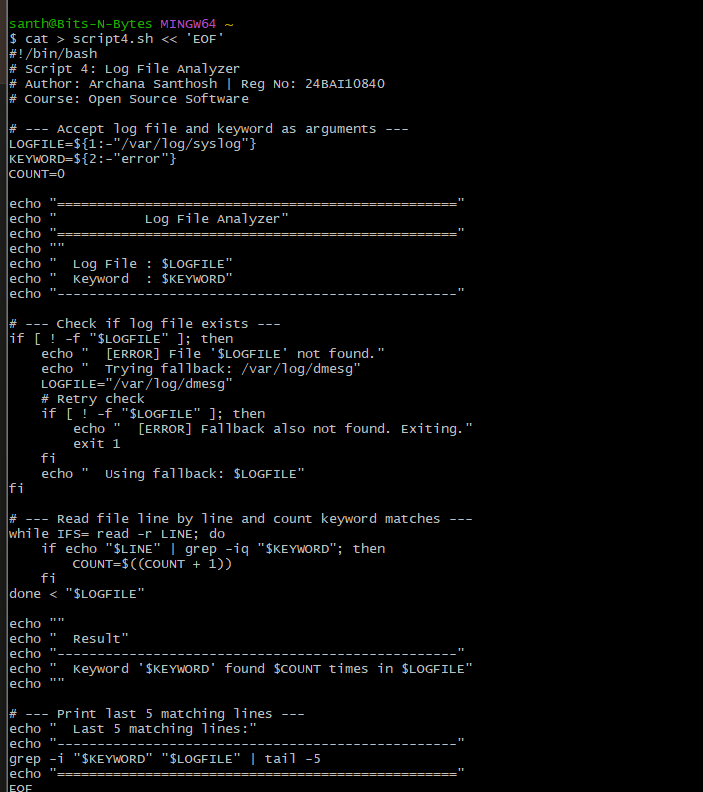 santh@Bits-N-Bytes MINGW64 ~
$ cat > script4.sh << 'EOF'
#!/bin/bash
# Script 4: Log File Analyzer
# Author: Archana Santhosh | Reg No: 24BAI10840
# Course: Open Source Software

# --- Accept log file and keyword as arguments ---
LOGFILE=${1:-"/var/log/syslog"}
KEYWORD=${2:-"error"}
COUNT=0

echo "=================================================="
echo "           Log File Analyzer"
echo "=================================================="
echo ""
echo "  Log File : $LOGFILE"
echo "  Keyword  : $KEYWORD"
echo "--------------------------------------------------"

# --- Check if log file exists ---
if [ ! -f "$LOGFILE" ]; then
    echo "  [ERROR] File '$LOGFILE' not found."
    echo "  Trying fallback: /var/log/dmesg"
    LOGFILE="/var/log/dmesg"
    # Retry check
    if [ ! -f "$LOGFILE" ]; then
        echo "  [ERROR] Fallback also not found. Exiting."
        exit 1
    fi
    echo "  Using fallback: $LOGFILE"
fi

# --- Read file line by line and count keyword matches ---
while IFS= read -r LINE; do
    if echo "$LINE" | grep -iq "$KEYWORD"; then
        COUNT=$((COUNT + 1))
    fi
done < "$LOGFILE"

echo ""
echo "  Result"
echo "--------------------------------------------------"
echo "  Keyword '$KEYWORD' found $COUNT times in $LOGFILE"
echo ""

# --- Print last 5 matching lines ---
echo "  Last 5 matching lines:"
echo "--------------------------------------------------"
grep -i "$KEYWORD" "$LOGFILE" | tail -5
echo "=================================================="
EOF